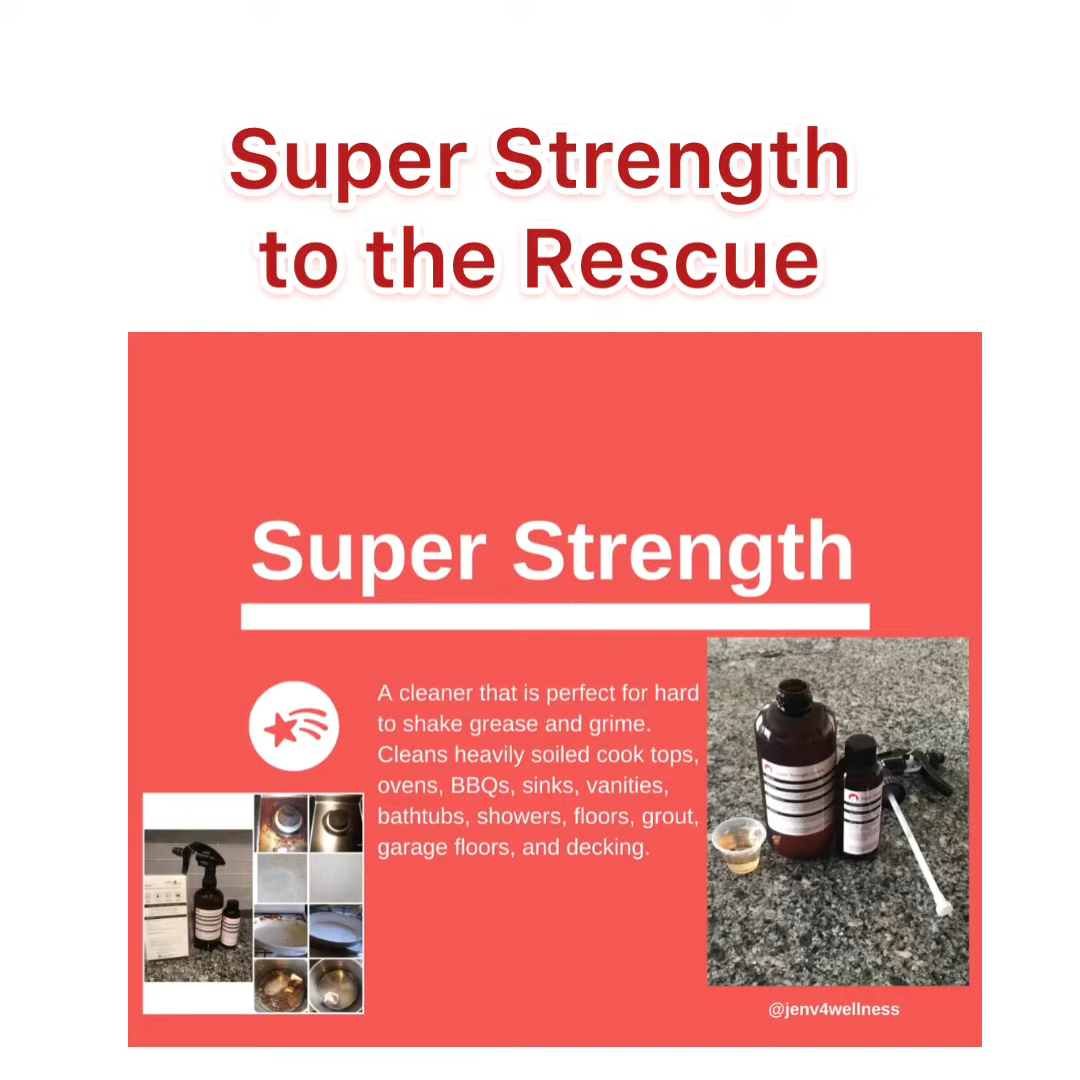 Super Strength
to the Rescue
Super Strength
A cleaner that is perfect for hard
to shake grease and grime.
Cleans heavily soiled cook tops,
ovens, BBQs, sinks, vanities,
bathtubs, showers, floors, grout,
garage floors, and decking.
@jenv4wellness